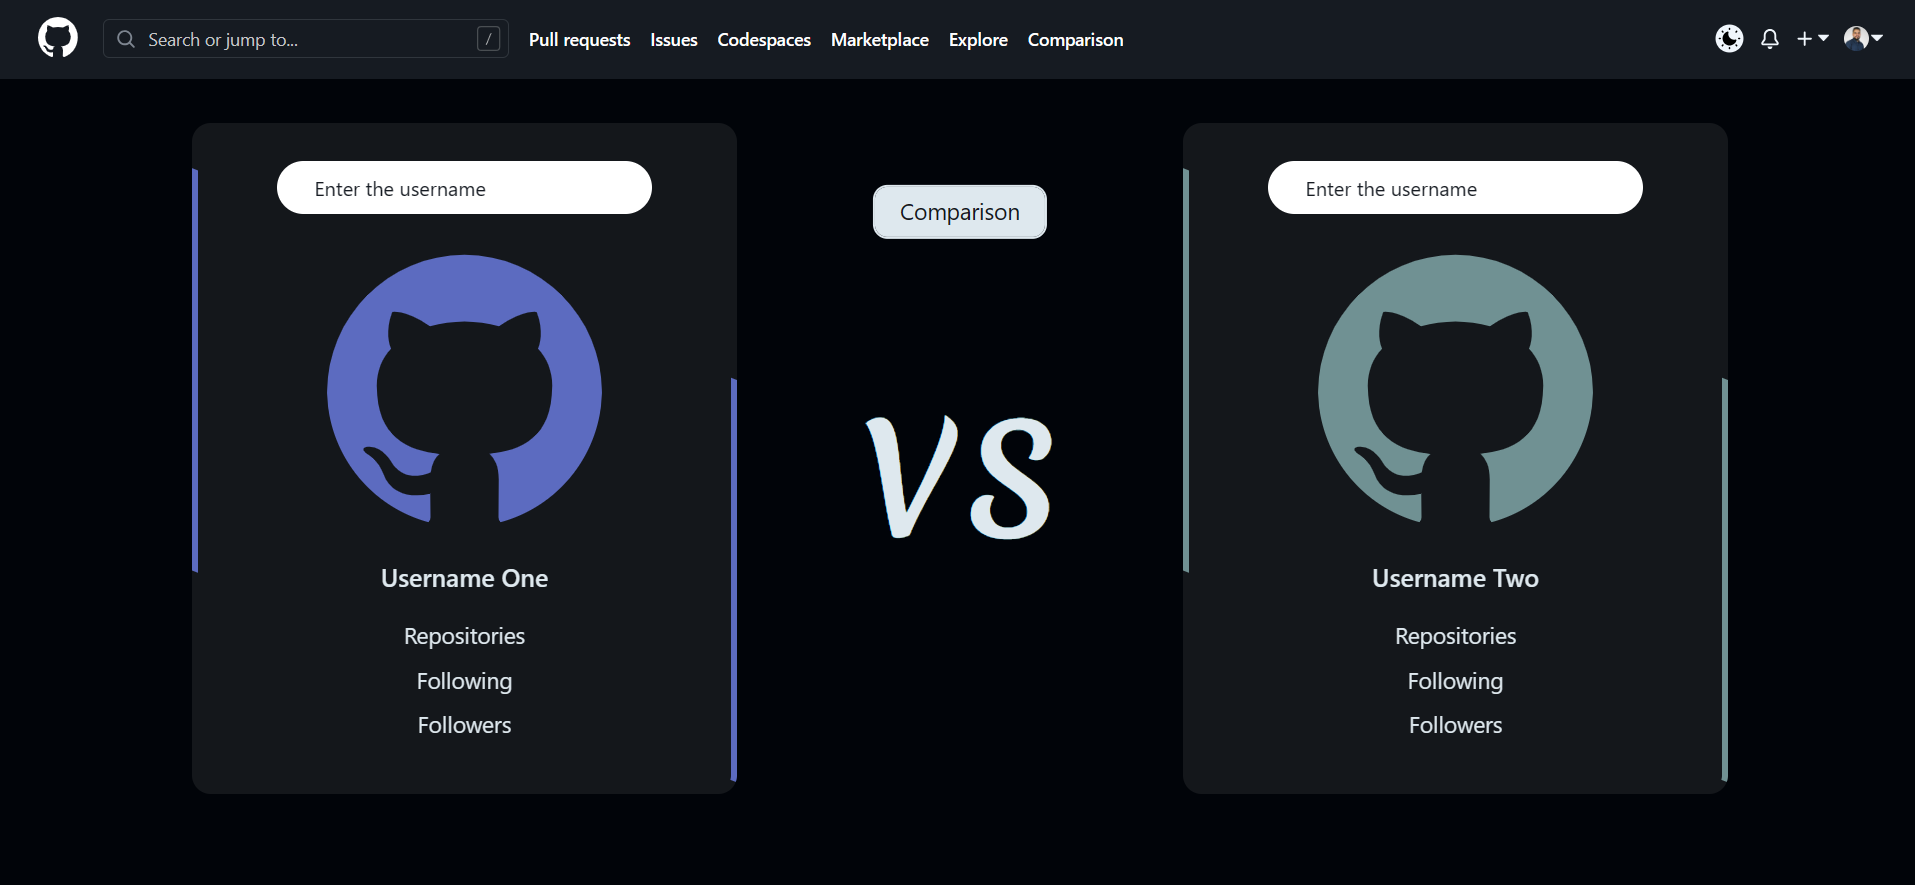 Search or jump to... / Pull requests Issues Codespaces Marketplace Explore Comparison
Enter the username
Username One
Repositories
Following
Followers
Comparison
VS
Enter the username
Username Two
Repositories
Following
Followers